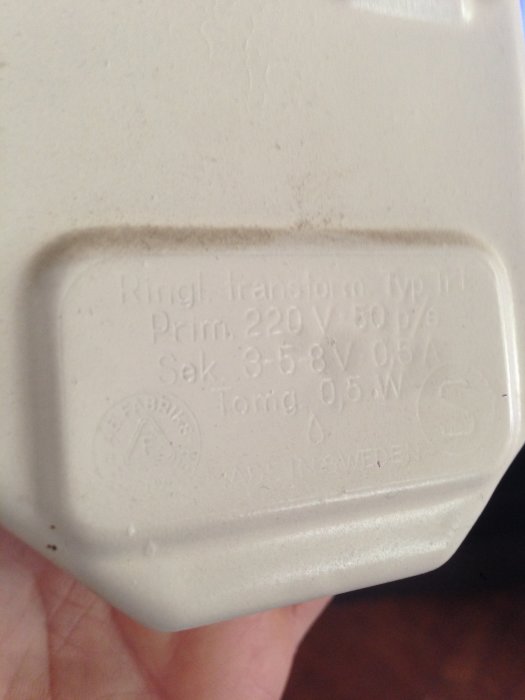 Ringl. transform. Typ
Prim. 220 V 50 p/s
Sek. 3-5-8 V 0,5 A
Tomg. 0,5 W
S
MADE IN SWEDEN